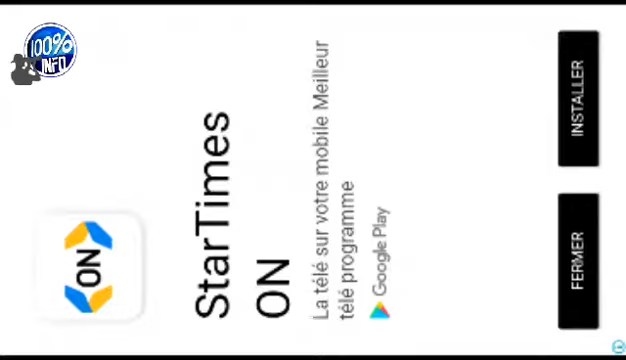 100%
INFO
ON
StarTimes
ON
La télé sur votre mobile Meilleur
télé programme
Google Play
INSTALLER
FERMER